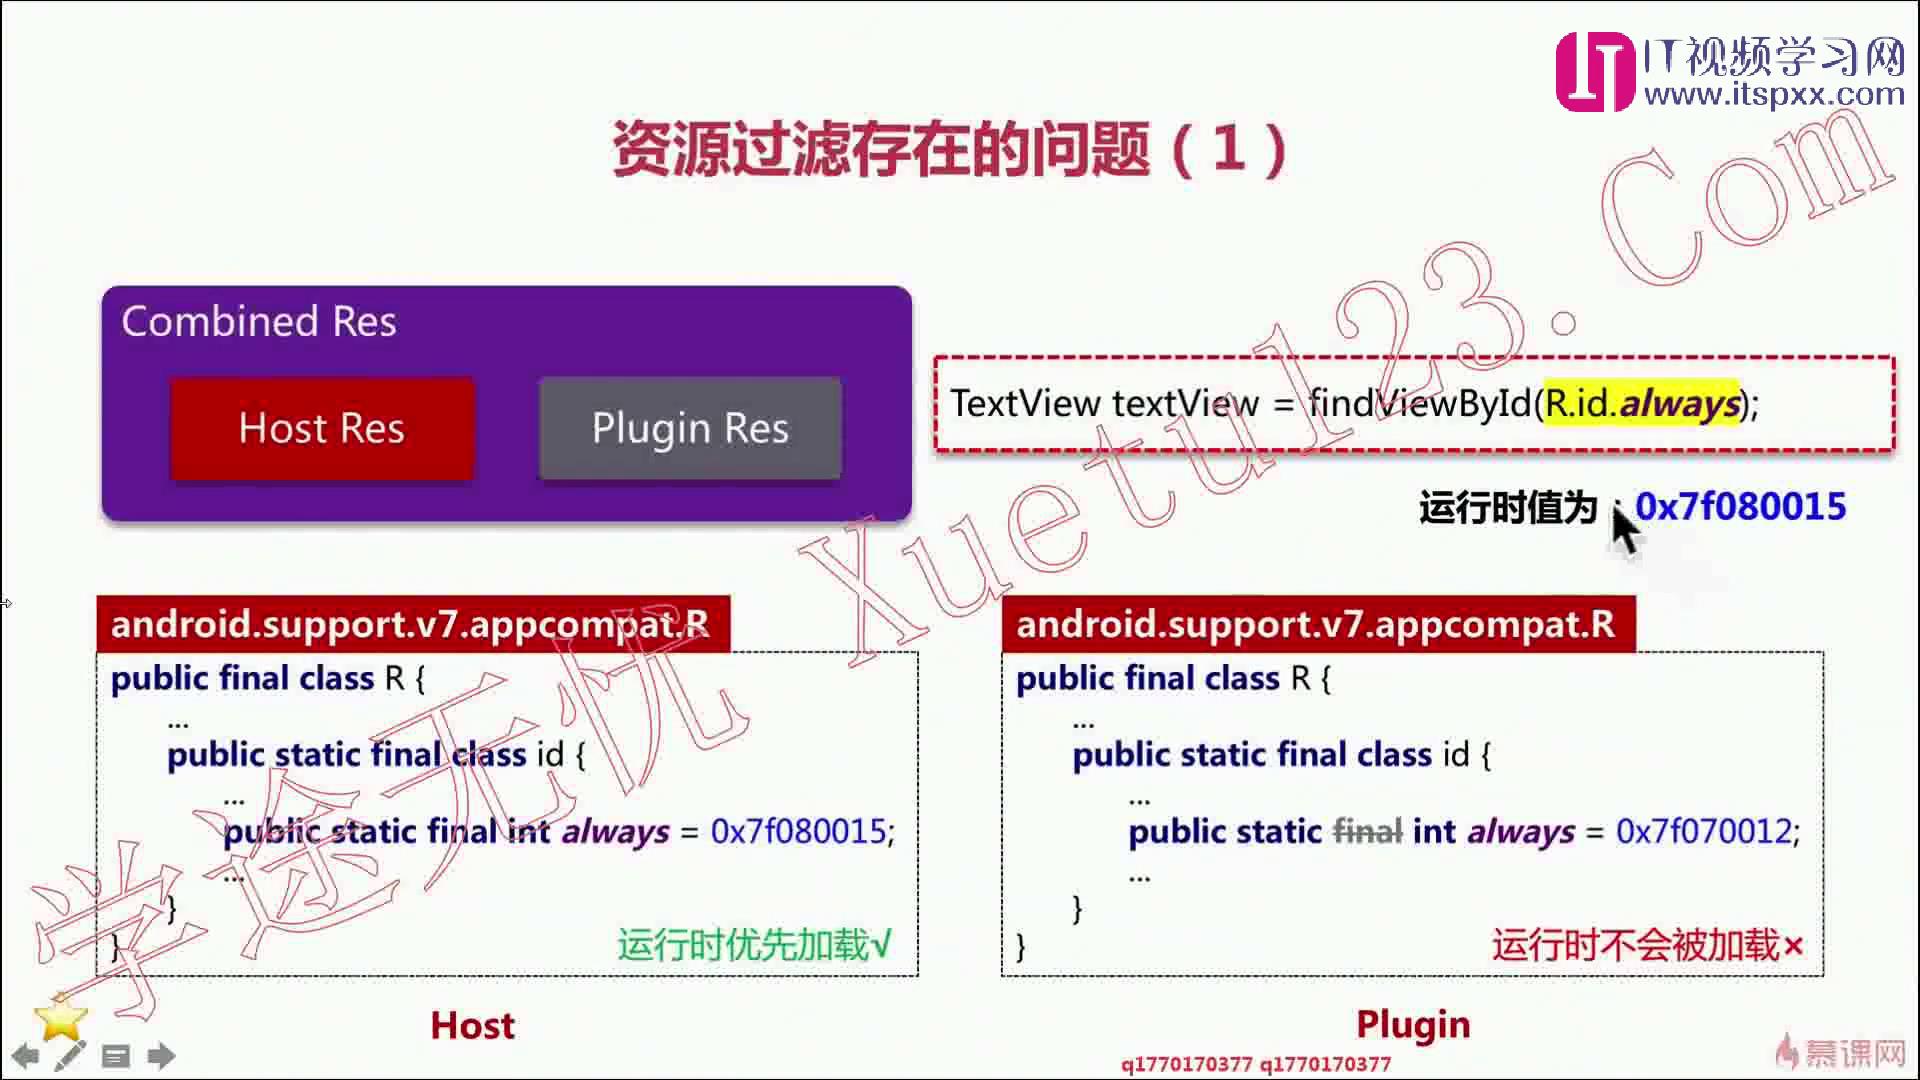 IT视频学习网
www.itspxx.com
资源过滤存在的问题（1）
Combined Res
Host Res
Plugin Res
TextView textView = findViewById(R.id.always);
运行时值为：0x7f080015
android.support.v7.appcompat.R
public final class R {
...
public static final class id {
...
public static final int always = 0x7f080015;
...
}
}
运行时优先加载√
Host
android.support.v7.appcompat.R
public final class R {
...
public static final class id {
...
public static final int always = 0x7f070012;
...
}
}
运行时不会被加载×
Plugin
学途无忧 Xuetu123.Com
q1770170377 q1770170377
慕课网